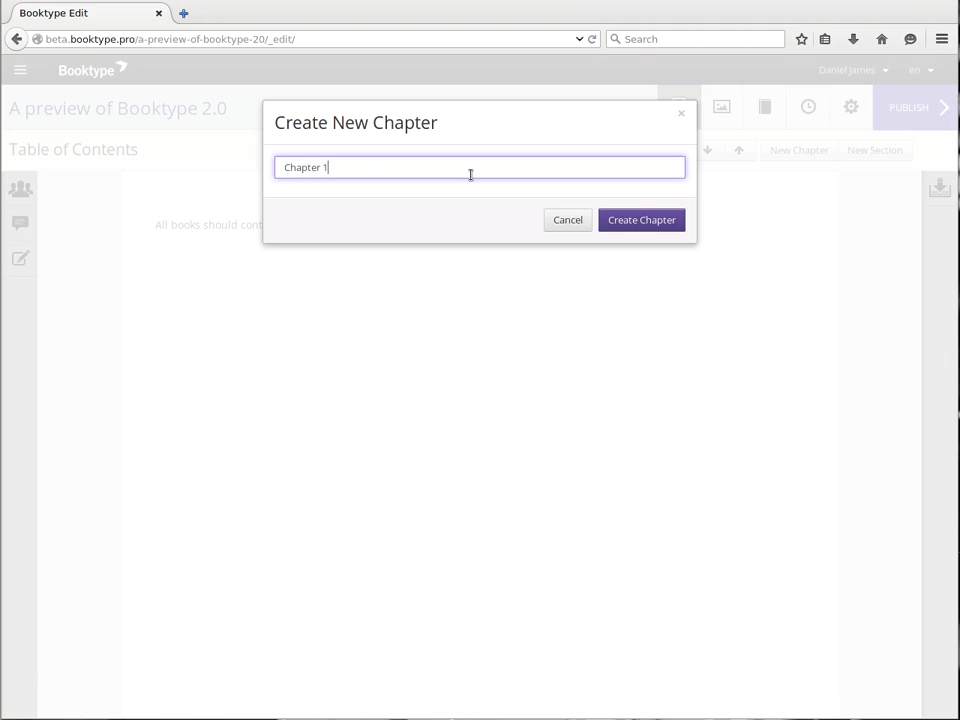 Booktype Edit
beta.booktype.pro/a-preview-of-booktype-20/_edit/
Search
Booktype
Daniel James
en
A preview of Booktype 2.0
PUBLISH
Table of Contents
New Chapter
New Section
Create New Chapter
×
Chapter 1
Cancel
Create Chapter
All books should cont